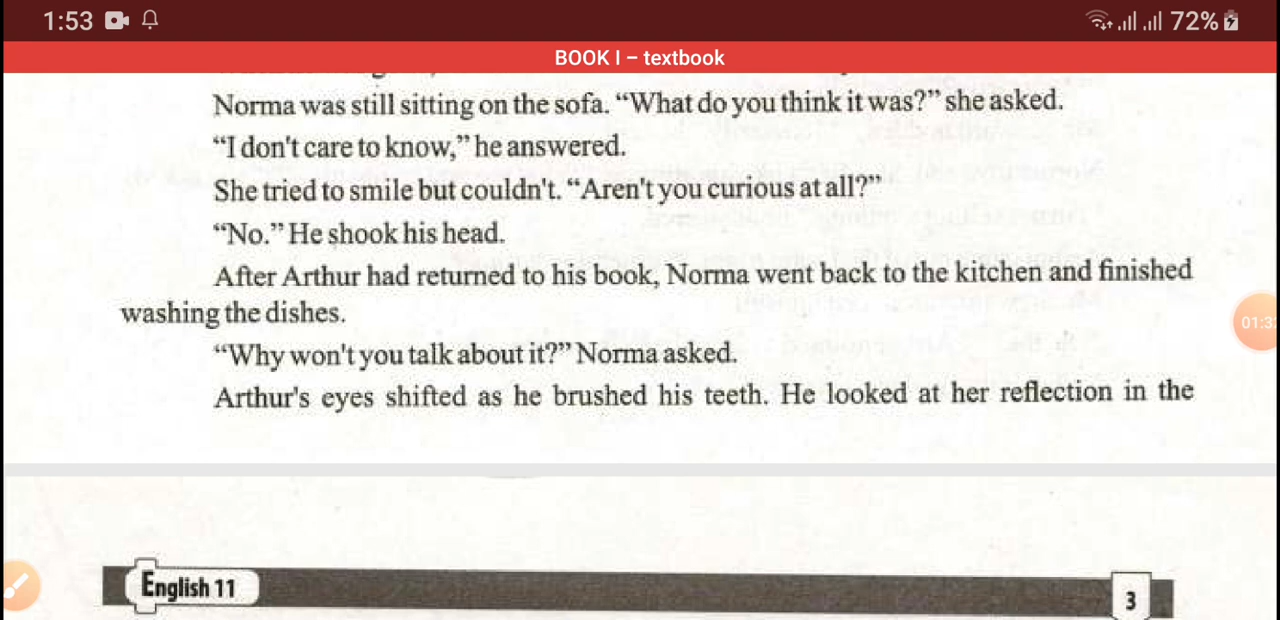 1:53
72%
BOOK I – textbook
Norma was still sitting on the sofa. “What do you think it was?” she asked.
“I don't care to know,” he answered.
She tried to smile but couldn't. “Aren't you curious at all?”
“No.” He shook his head.
After Arthur had returned to his book, Norma went back to the kitchen and finished
washing the dishes.
“Why won't you talk about it?” Norma asked.
Arthur's eyes shifted as he brushed his teeth. He looked at her reflection in the
English 11
3